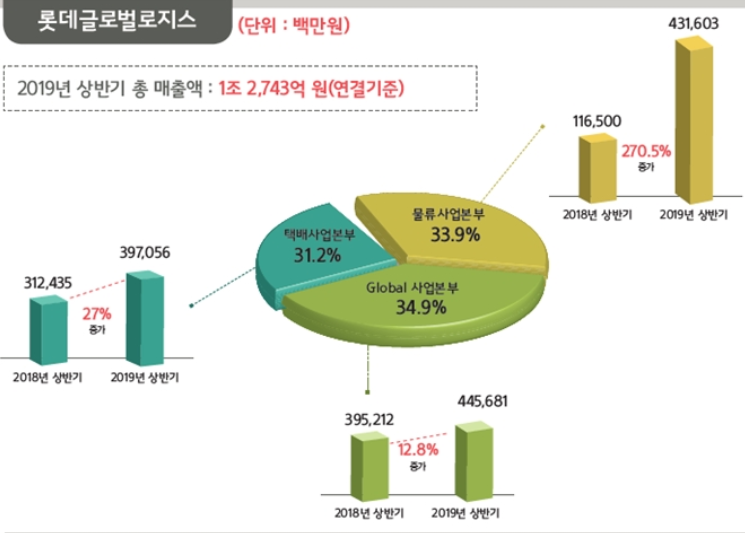 롯데글로벌로지스
(단위 : 백만원)
2019년 상반기 총 매출액 : 1조 2,743억 원(연결기준)
431,603
116,500
270.5%
증가
2018년 상반기
2019년 상반기
물류사업본부
33.9%
택배사업본부
31.2%
Global 사업본부
34.9%
397,056
312,435
27%
증가
2018년 상반기
2019년 상반기
445,681
395,212
12.8%
증가
2018년 상반기
2019년 상반기